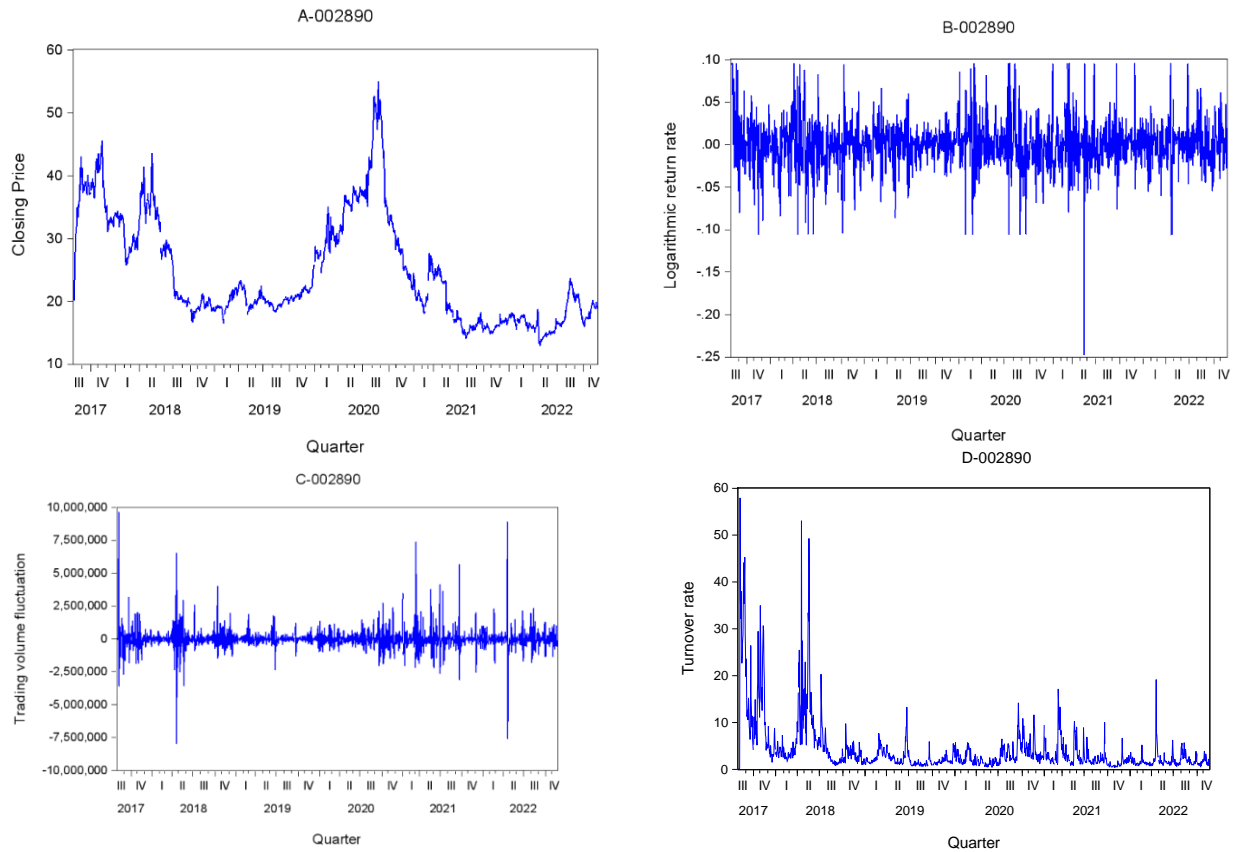 A-002890
60
50
40
30
20
10
Closing Price
III IV I II III IV I II III IV I II III IV I II III IV I II III IV
2017 2018 2019 2020 2021 2022
Quarter
B-002890
.10
.05
.00
-.05
-.10
-.15
-.20
-.25
Logarithmic return rate
III IV I II III IV I II III IV I II III IV I II III IV I II III IV
2017 2018 2019 2020 2021 2022
Quarter
C-002890
10,000,000
7,500,000
5,000,000
2,500,000
0
-2,500,000
-5,000,000
-7,500,000
-10,000,000
Trading volume fluctuation
III IV I II III IV I II III IV I II III IV I II III IV I II III IV
2017 2018 2019 2020 2021 2022
Quarter
D-002890
60
50
40
30
20
10
0
Turnover rate
III IV I II III IV I II III IV I II III IV I II III IV I II III IV
2017 2018 2019 2020 2021 2022
Quarter